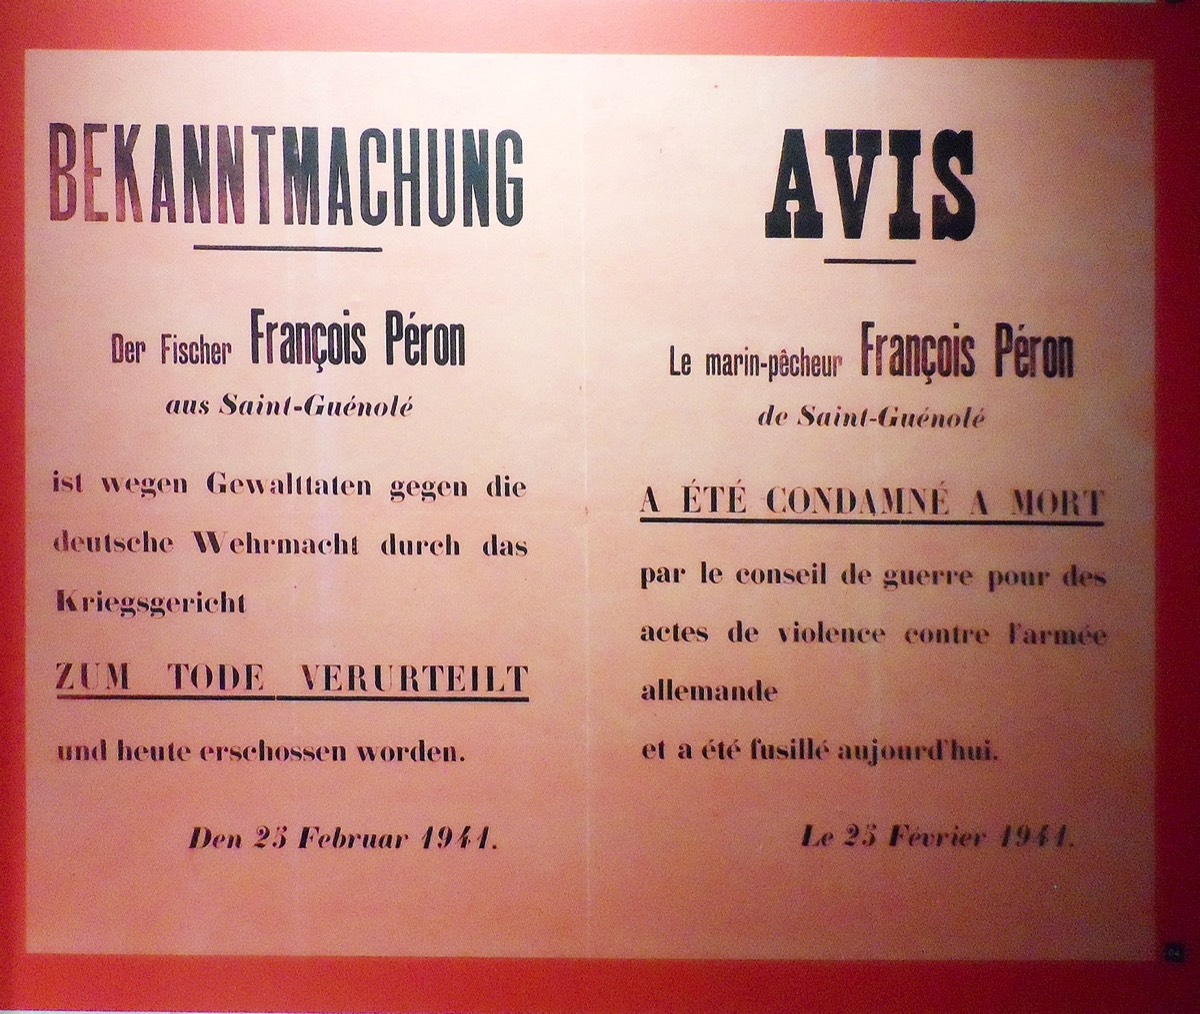 BEKANNTMACHUNG
Der Fischer François Péron
aus Saint-Guénolé
ist wegen Gewalttaten gegen die
deutsche Wehrmacht durch das
Kriegsgericht
ZUM TODE VERURTEILT
und heute erschossen worden.
Den 25 Februar 1941.
AVIS
Le marin-pêcheur François Péron
de Saint-Guénolé
A ÉTÉ CONDAMNÉ A MORT
par le conseil de guerre pour des
actes de violence contre l'armée
allemande
et a été fusillé aujourd'hui.
Le 25 Février 1941.